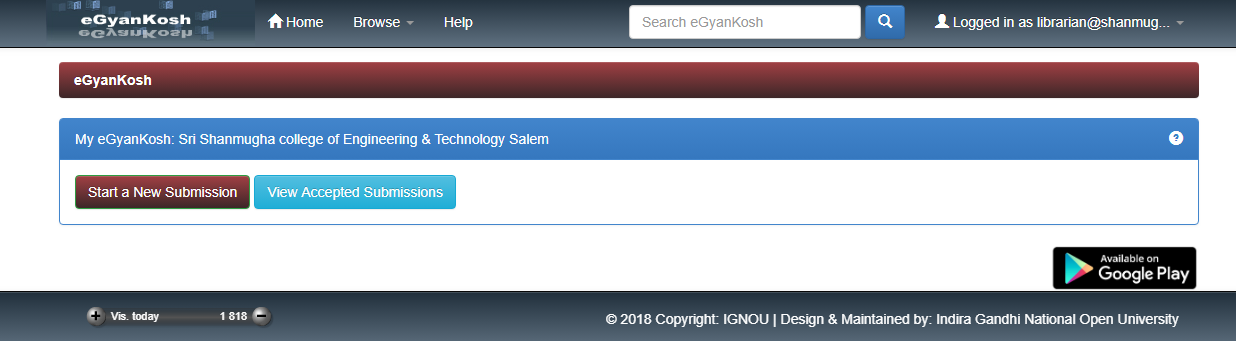 eGyanKosh Home Browse Help Search eGyanKosh Logged in as librarian@shanmug...
eGyanKosh
My eGyanKosh: Sri Shanmugha college of Engineering & Technology Salem ?
Start a New Submission View Accepted Submissions
Available on
Google Play
+ Vis. today 1 818 −
© 2018 Copyright: IGNOU | Design & Maintained by: Indira Gandhi National Open University